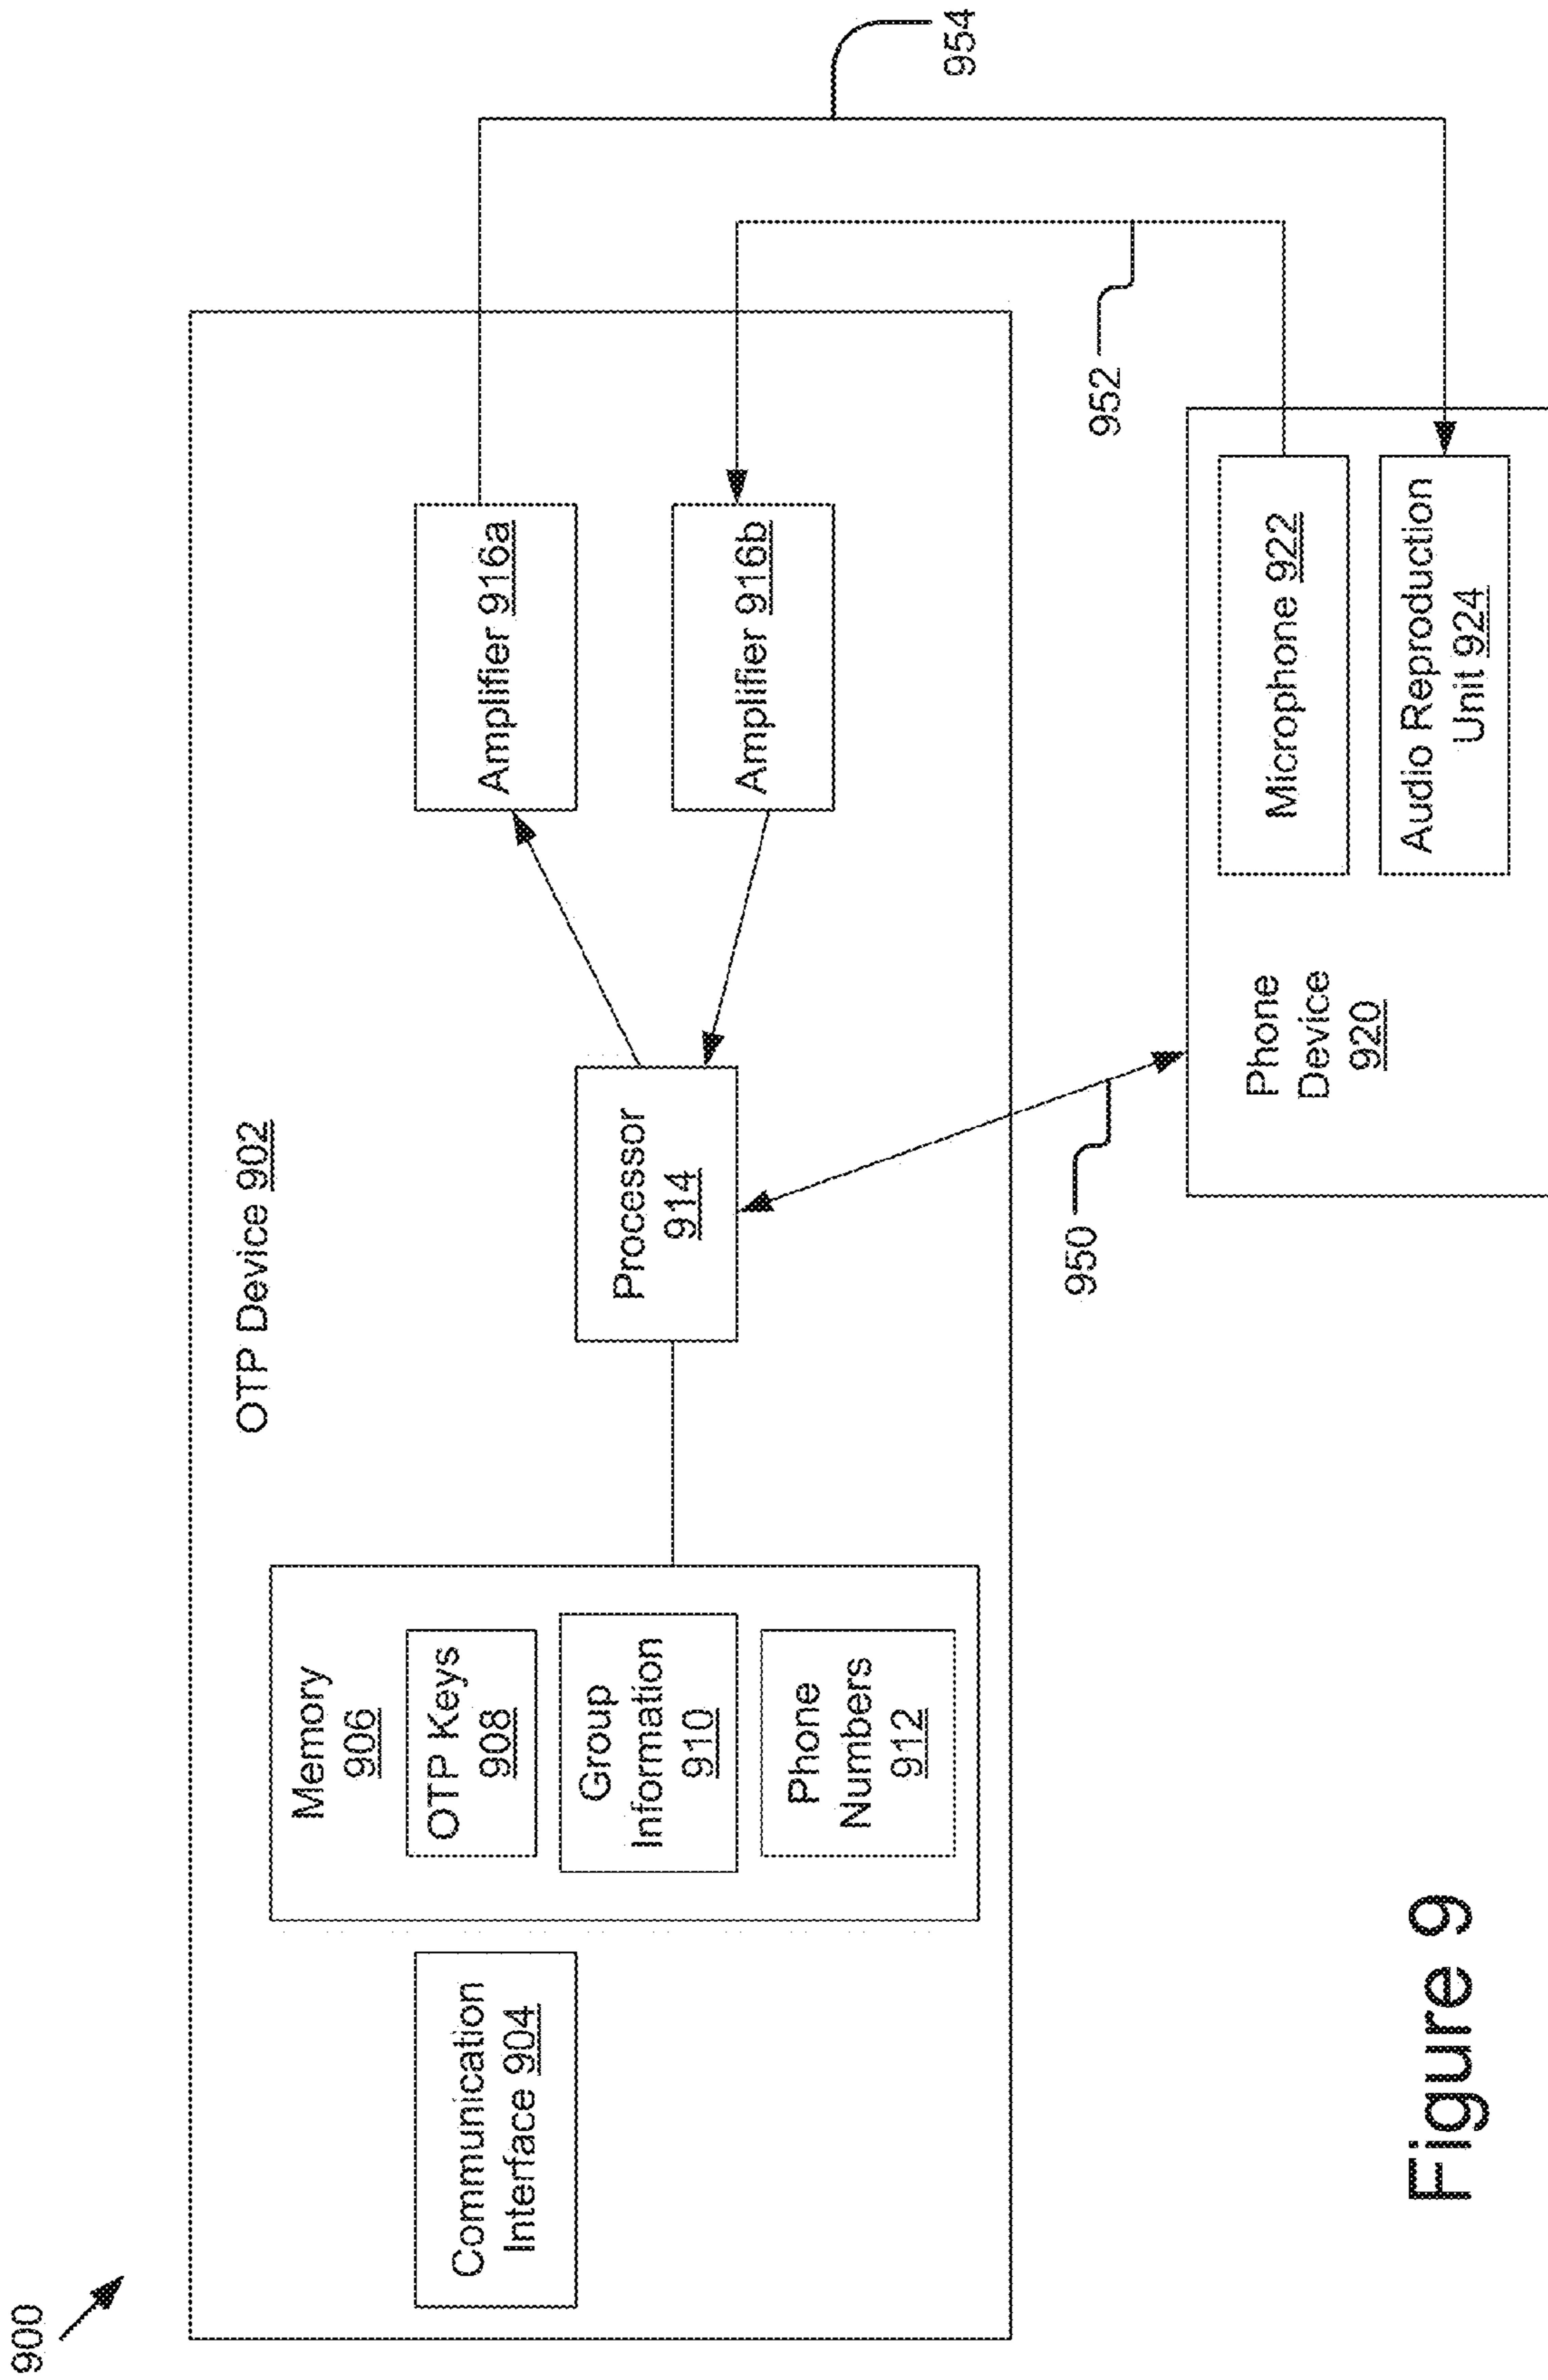 900
OTP Device 902
Communication
Interface 904
Memory
906
OTP Keys
908
Group
Information
910
Phone
Numbers
912
Processor
914
Amplifier 916a
Amplifier 916b
954
952
950
Phone
Device
920
Microphone 922
Audio Reproduction
Unit 924
Figure 9